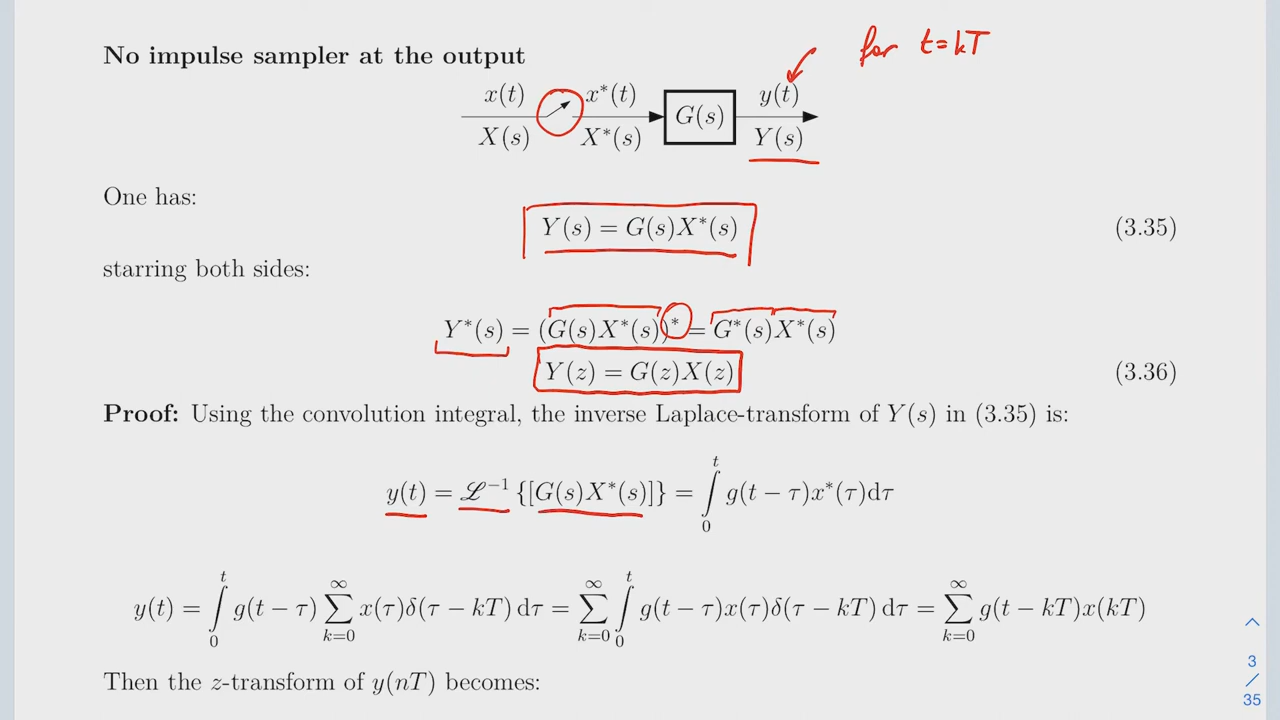 No impulse sampler at the output
for t=kT
x(t) x*(t) G(s) y(t)
X(s) X*(s) Y(s)
One has:
Y(s) = G(s)X*(s) (3.35)
starring both sides:
Y*(s) = (G(s)X*(s))* = G*(s)X*(s)
Y(z) = G(z)X(z) (3.36)
Proof: Using the convolution integral, the inverse Laplace-transform of Y(s) in (3.35) is:
y(t) = ℒ⁻¹ {[G(s)X*(s)]} = ∫₀ᵗ g(t − τ)x*(τ)dτ
y(t) = ∫₀ᵗ g(t − τ) ∑_{k=0}^{∞} x(τ)δ(τ − kT) dτ = ∑_{k=0}^{∞} ∫₀ᵗ g(t − τ)x(τ)δ(τ − kT) dτ = ∑_{k=0}^{∞} g(t − kT)x(kT)
Then the z-transform of y(nT) becomes:
3
/
35